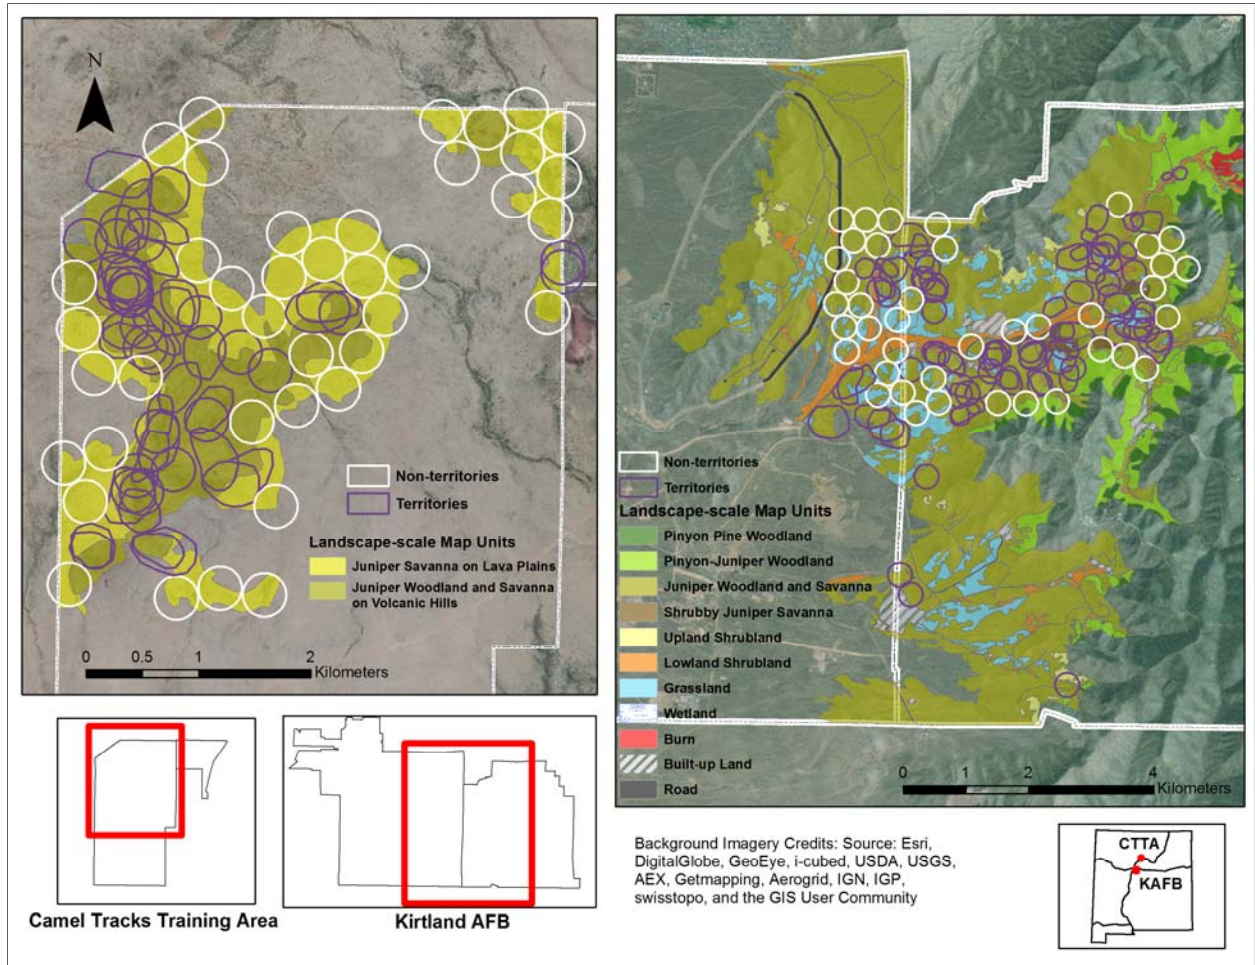 N
Non-territories
Territories
Landscape-scale Map Units
Juniper Savanna on Lava Plains
Juniper Woodland and Savanna
on Volcanic Hills
0 0.5 1 2
Kilometers
Non-territories
Territories
Landscape-scale Map Units
Pinyon Pine Woodland
Pinyon-Juniper Woodland
Juniper Woodland and Savanna
Shrubby Juniper Savanna
Upland Shrubland
Lowland Shrubland
Grassland
Wetland
Burn
Built-up Land
Road
0 1 2 4
Kilometers
Camel Tracks Training Area
Kirtland AFB
Background Imagery Credits: Source: Esri,
DigitalGlobe, GeoEye, i-cubed, USDA, USGS,
AEX, Getmapping, Aerogrid, IGN, IGP,
swisstopo, and the GIS User Community
CTTA
KAFB